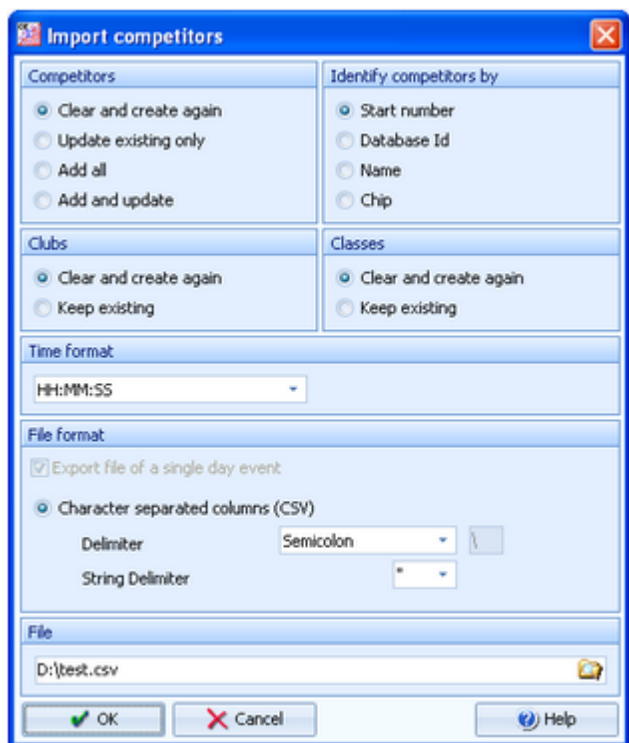 Import competitors
Competitors
Clear and create again
Update existing only
Add all
Add and update
Identify competitors by
Start number
Database Id
Name
Chip
Clubs
Clear and create again
Keep existing
Classes
Clear and create again
Keep existing
Time format
HH:MM:SS
File format
Export file of a single day event
Character separated columns (CSV)
Delimiter Semicolon \
String Delimiter "
File
D:\test.csv
OK Cancel Help